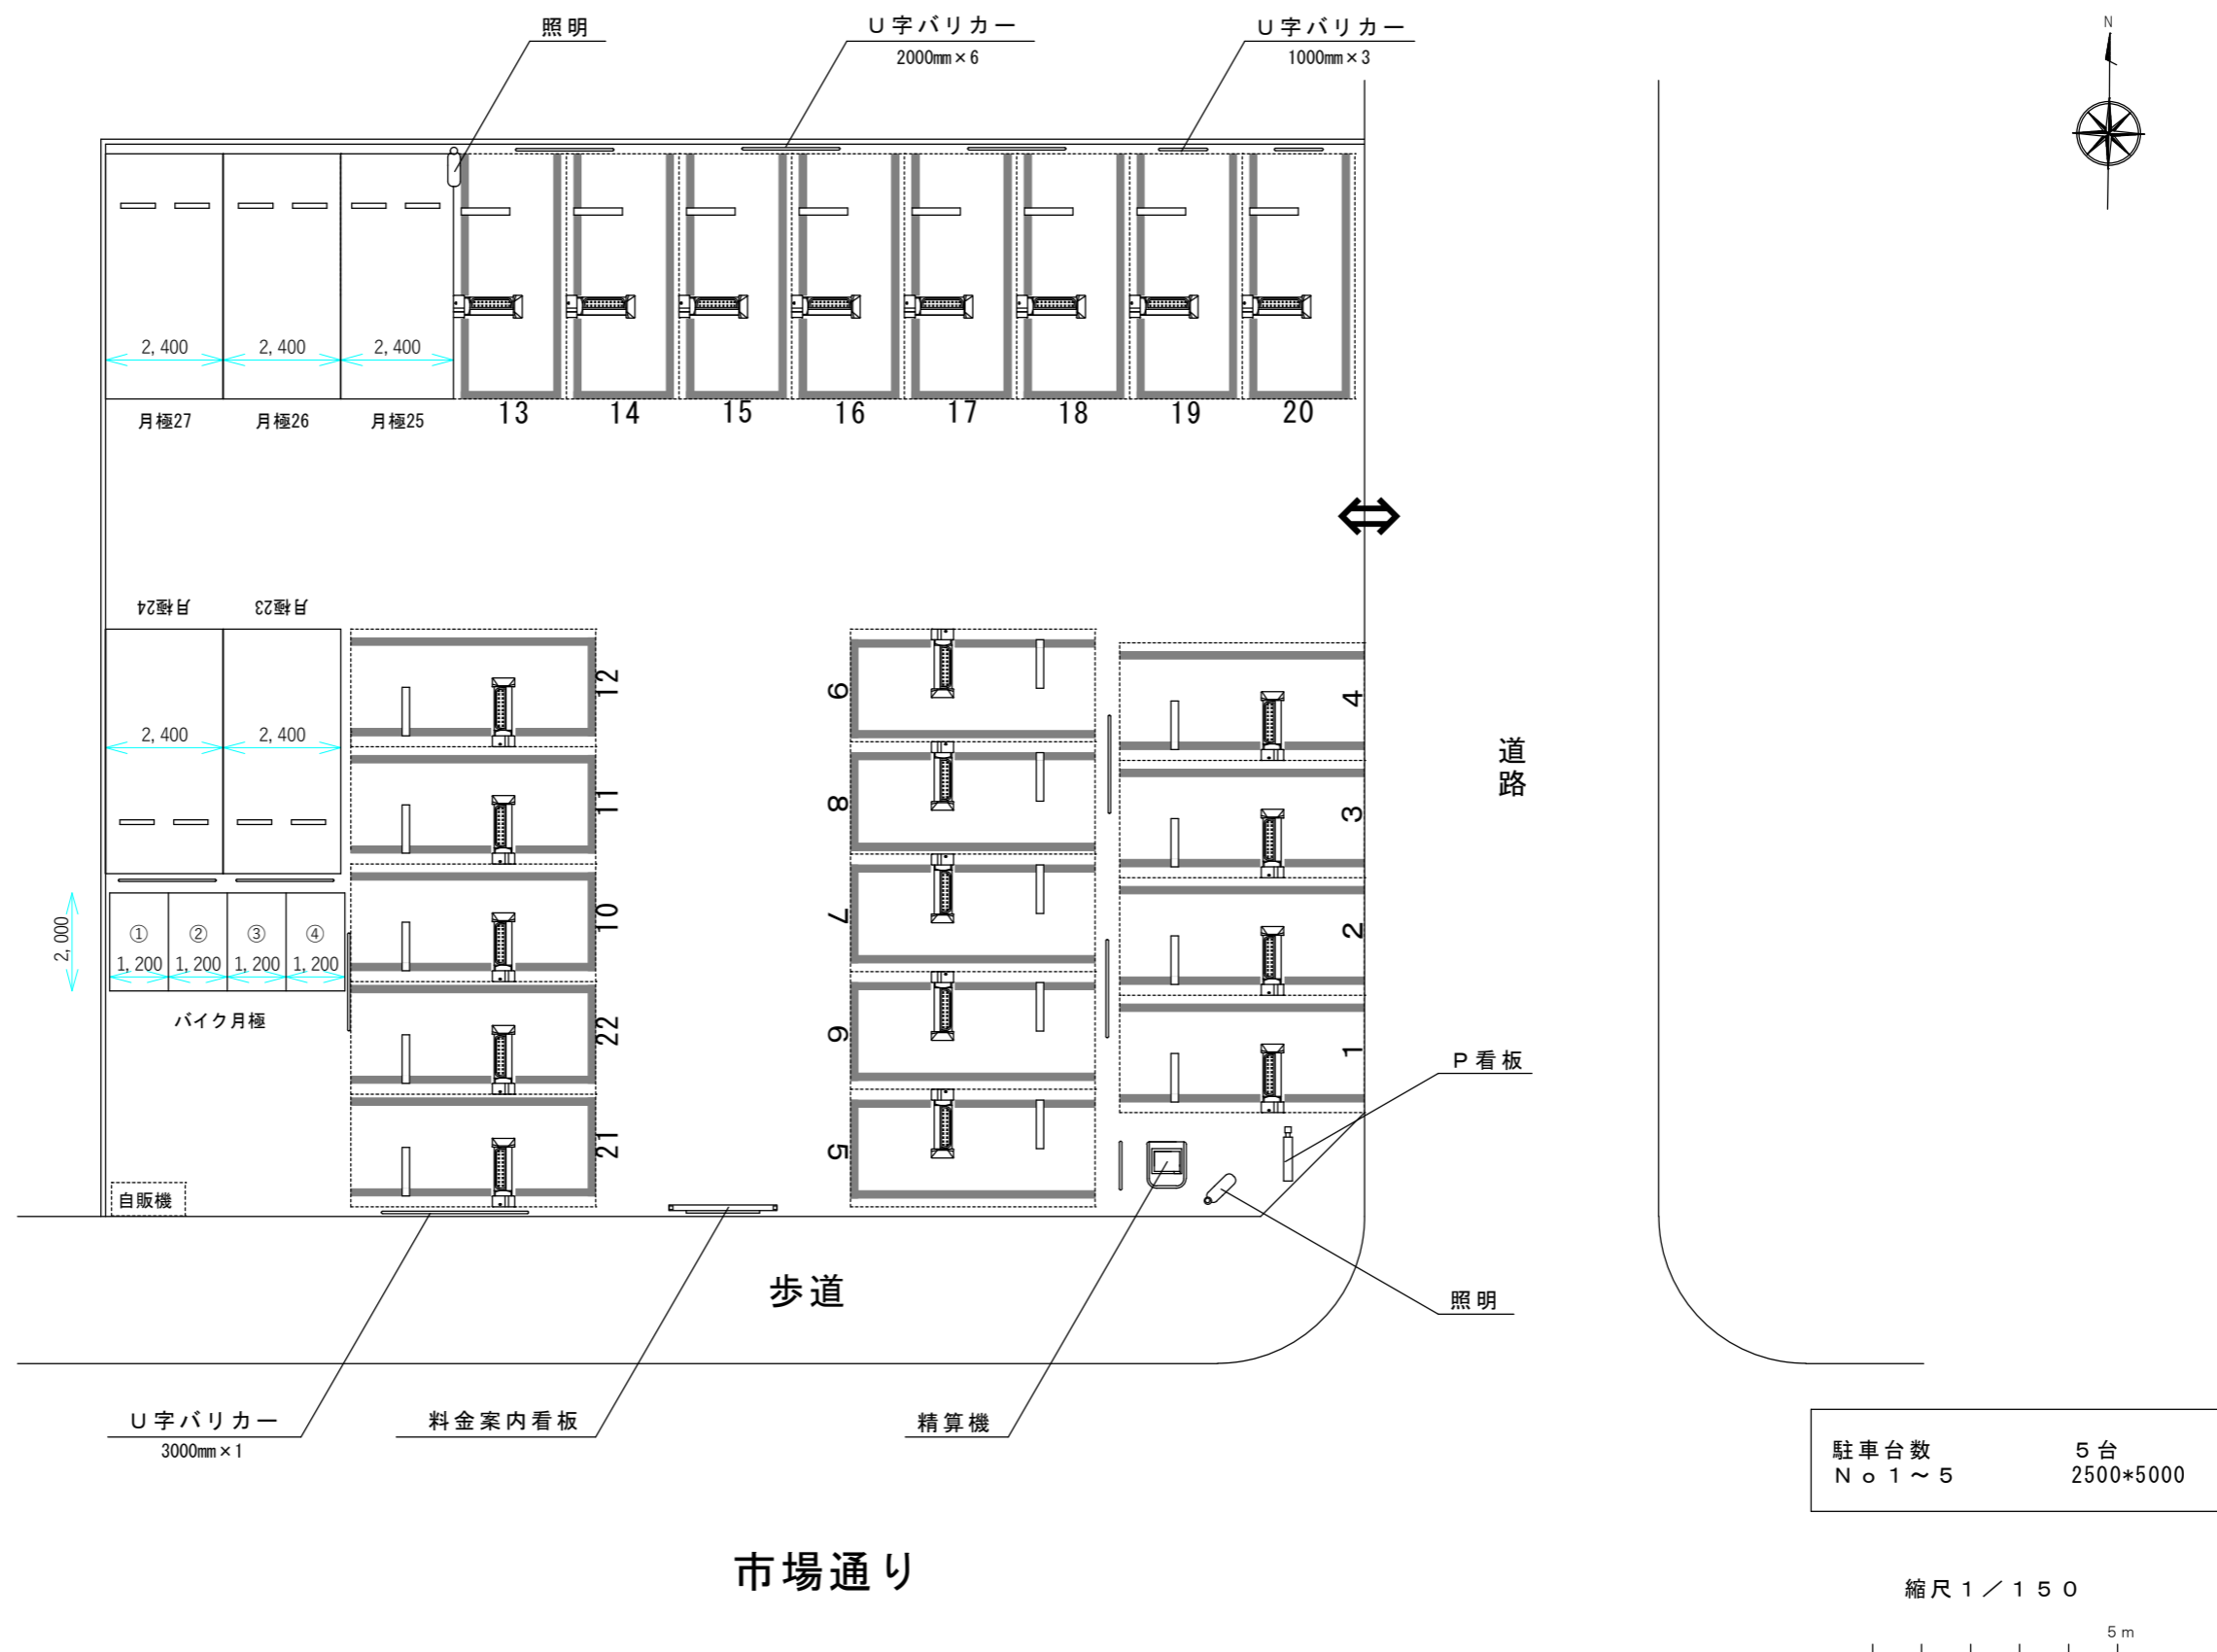 照明
U字バリカー
2000㎜×6
U字バリカー
1000㎜×3
N
2,400
2,400
2,400
月極27
月極26
月極25
13
14
15
16
17
18
19
20
月極24
月極23
2,400
2,400
12
11
10
22
21
9
8
7
6
5
4
3
2
1
道路
2,000
①
②
③
④
1,200
1,200
1,200
1,200
バイク月極
自販機
P看板
照明
歩道
U字バリカー
3000㎜×1
料金案内看板
精算機
駐車台数 5台
No1～5 2500*5000
市場通り
縮尺1／150
5m